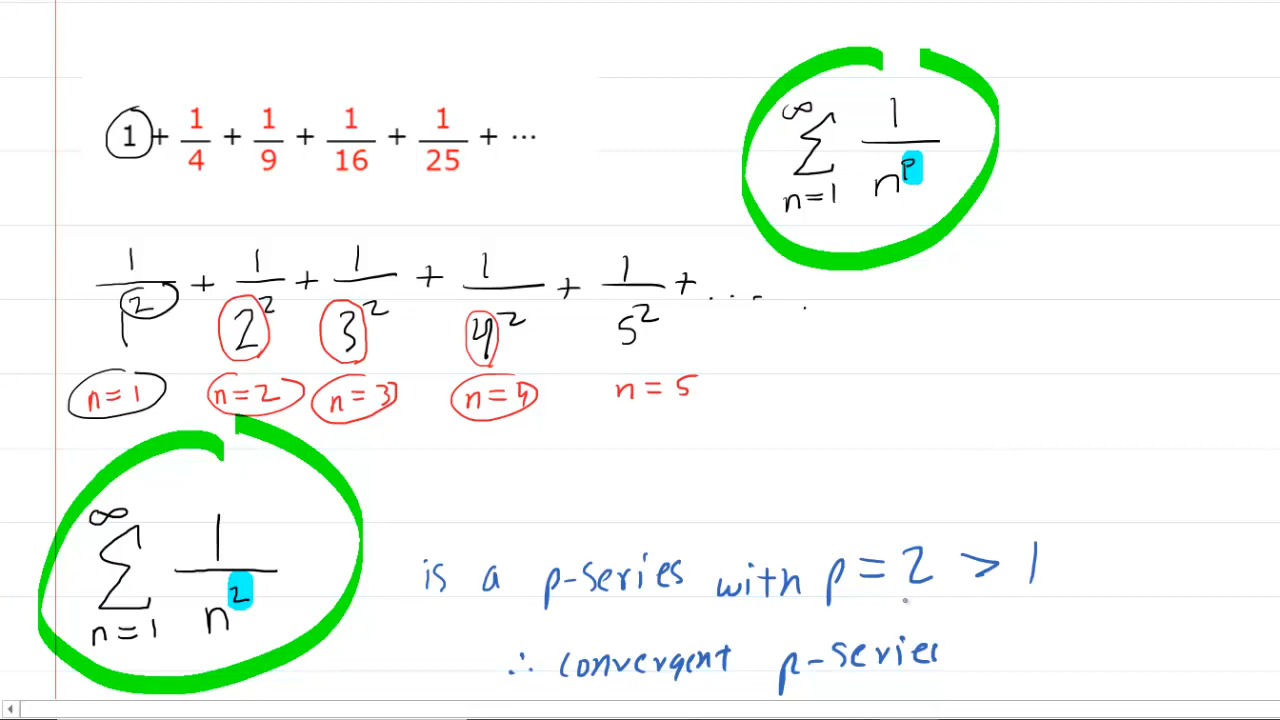 1 + 1/4 + 1/9 + 1/16 + 1/25 + ···
∞ Σ n=1 1/n^p
1/1^2 + 1/2^2 + 1/3^2 + 1/4^2 + 1/5^2 + ....
n=1 n=2 n=3 n=4 n=5
∞ Σ n=1 1/n^2 is a p-series with p = 2 > 1
∴ convergent p-series